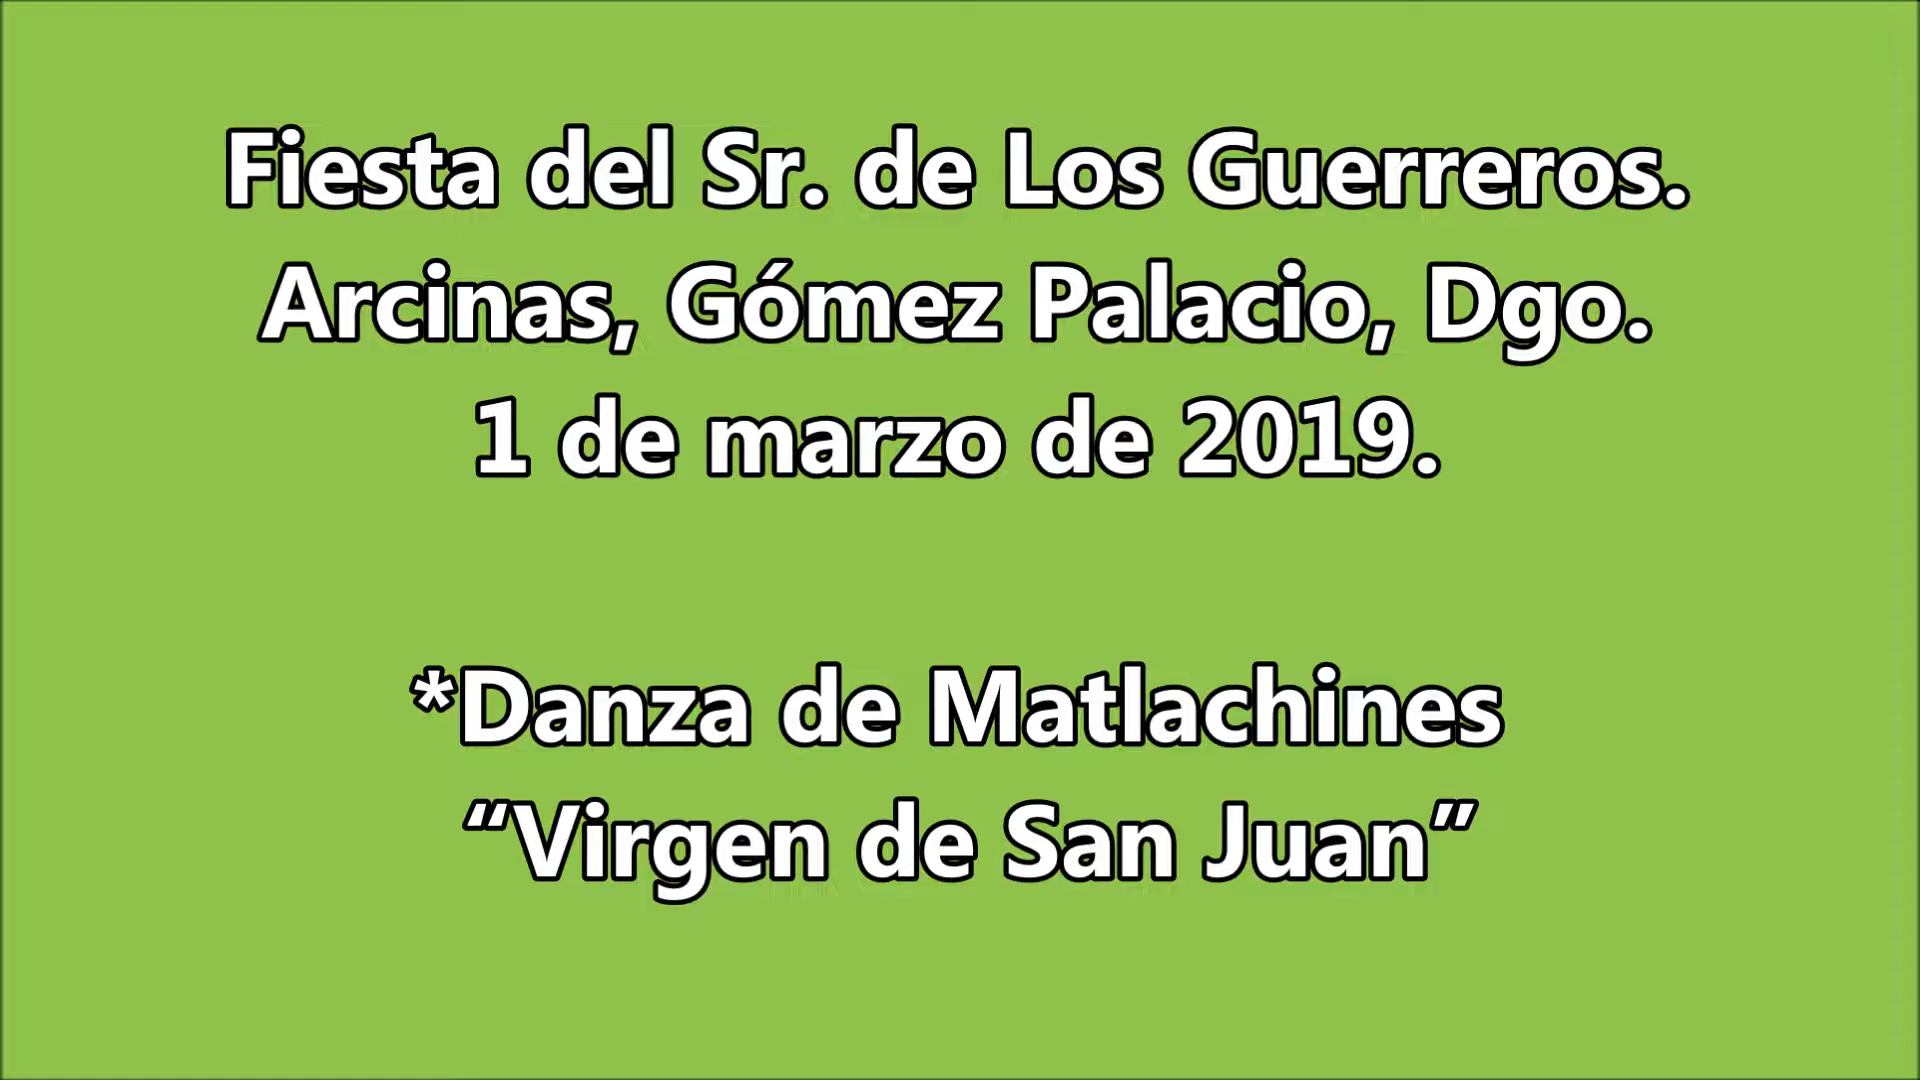 Fiesta del Sr. de Los Guerreros.
Arcinas, Gómez Palacio, Dgo.
1 de marzo de 2019.
*Danza de Matlachines
“Virgen de San Juan”